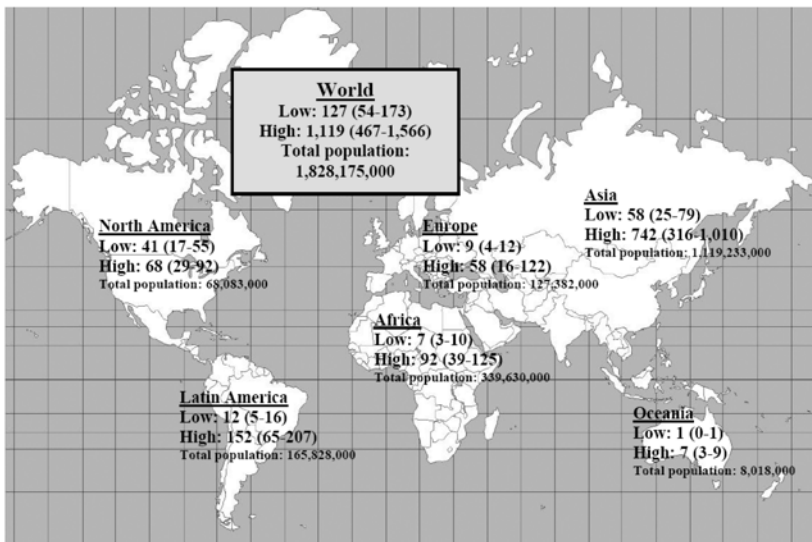 World
Low: 127 (54-173)
High: 1,119 (467-1,566)
Total population:
1,828,175,000
North America
Low: 41 (17-55)
High: 68 (29-92)
Total population: 68,083,000
Europe
Low: 9 (4-12)
High: 58 (16-122)
Total population: 127,382,000
Asia
Low: 58 (25-79)
High: 742 (316-1,010)
Total population: 1,119,233,000
Africa
Low: 7 (3-10)
High: 92 (39-125)
Total population: 339,630,000
Latin America
Low: 12 (5-16)
High: 152 (65-207)
Total population: 165,828,000
Oceania
Low: 1 (0-1)
High: 7 (3-9)
Total population: 8,018,000